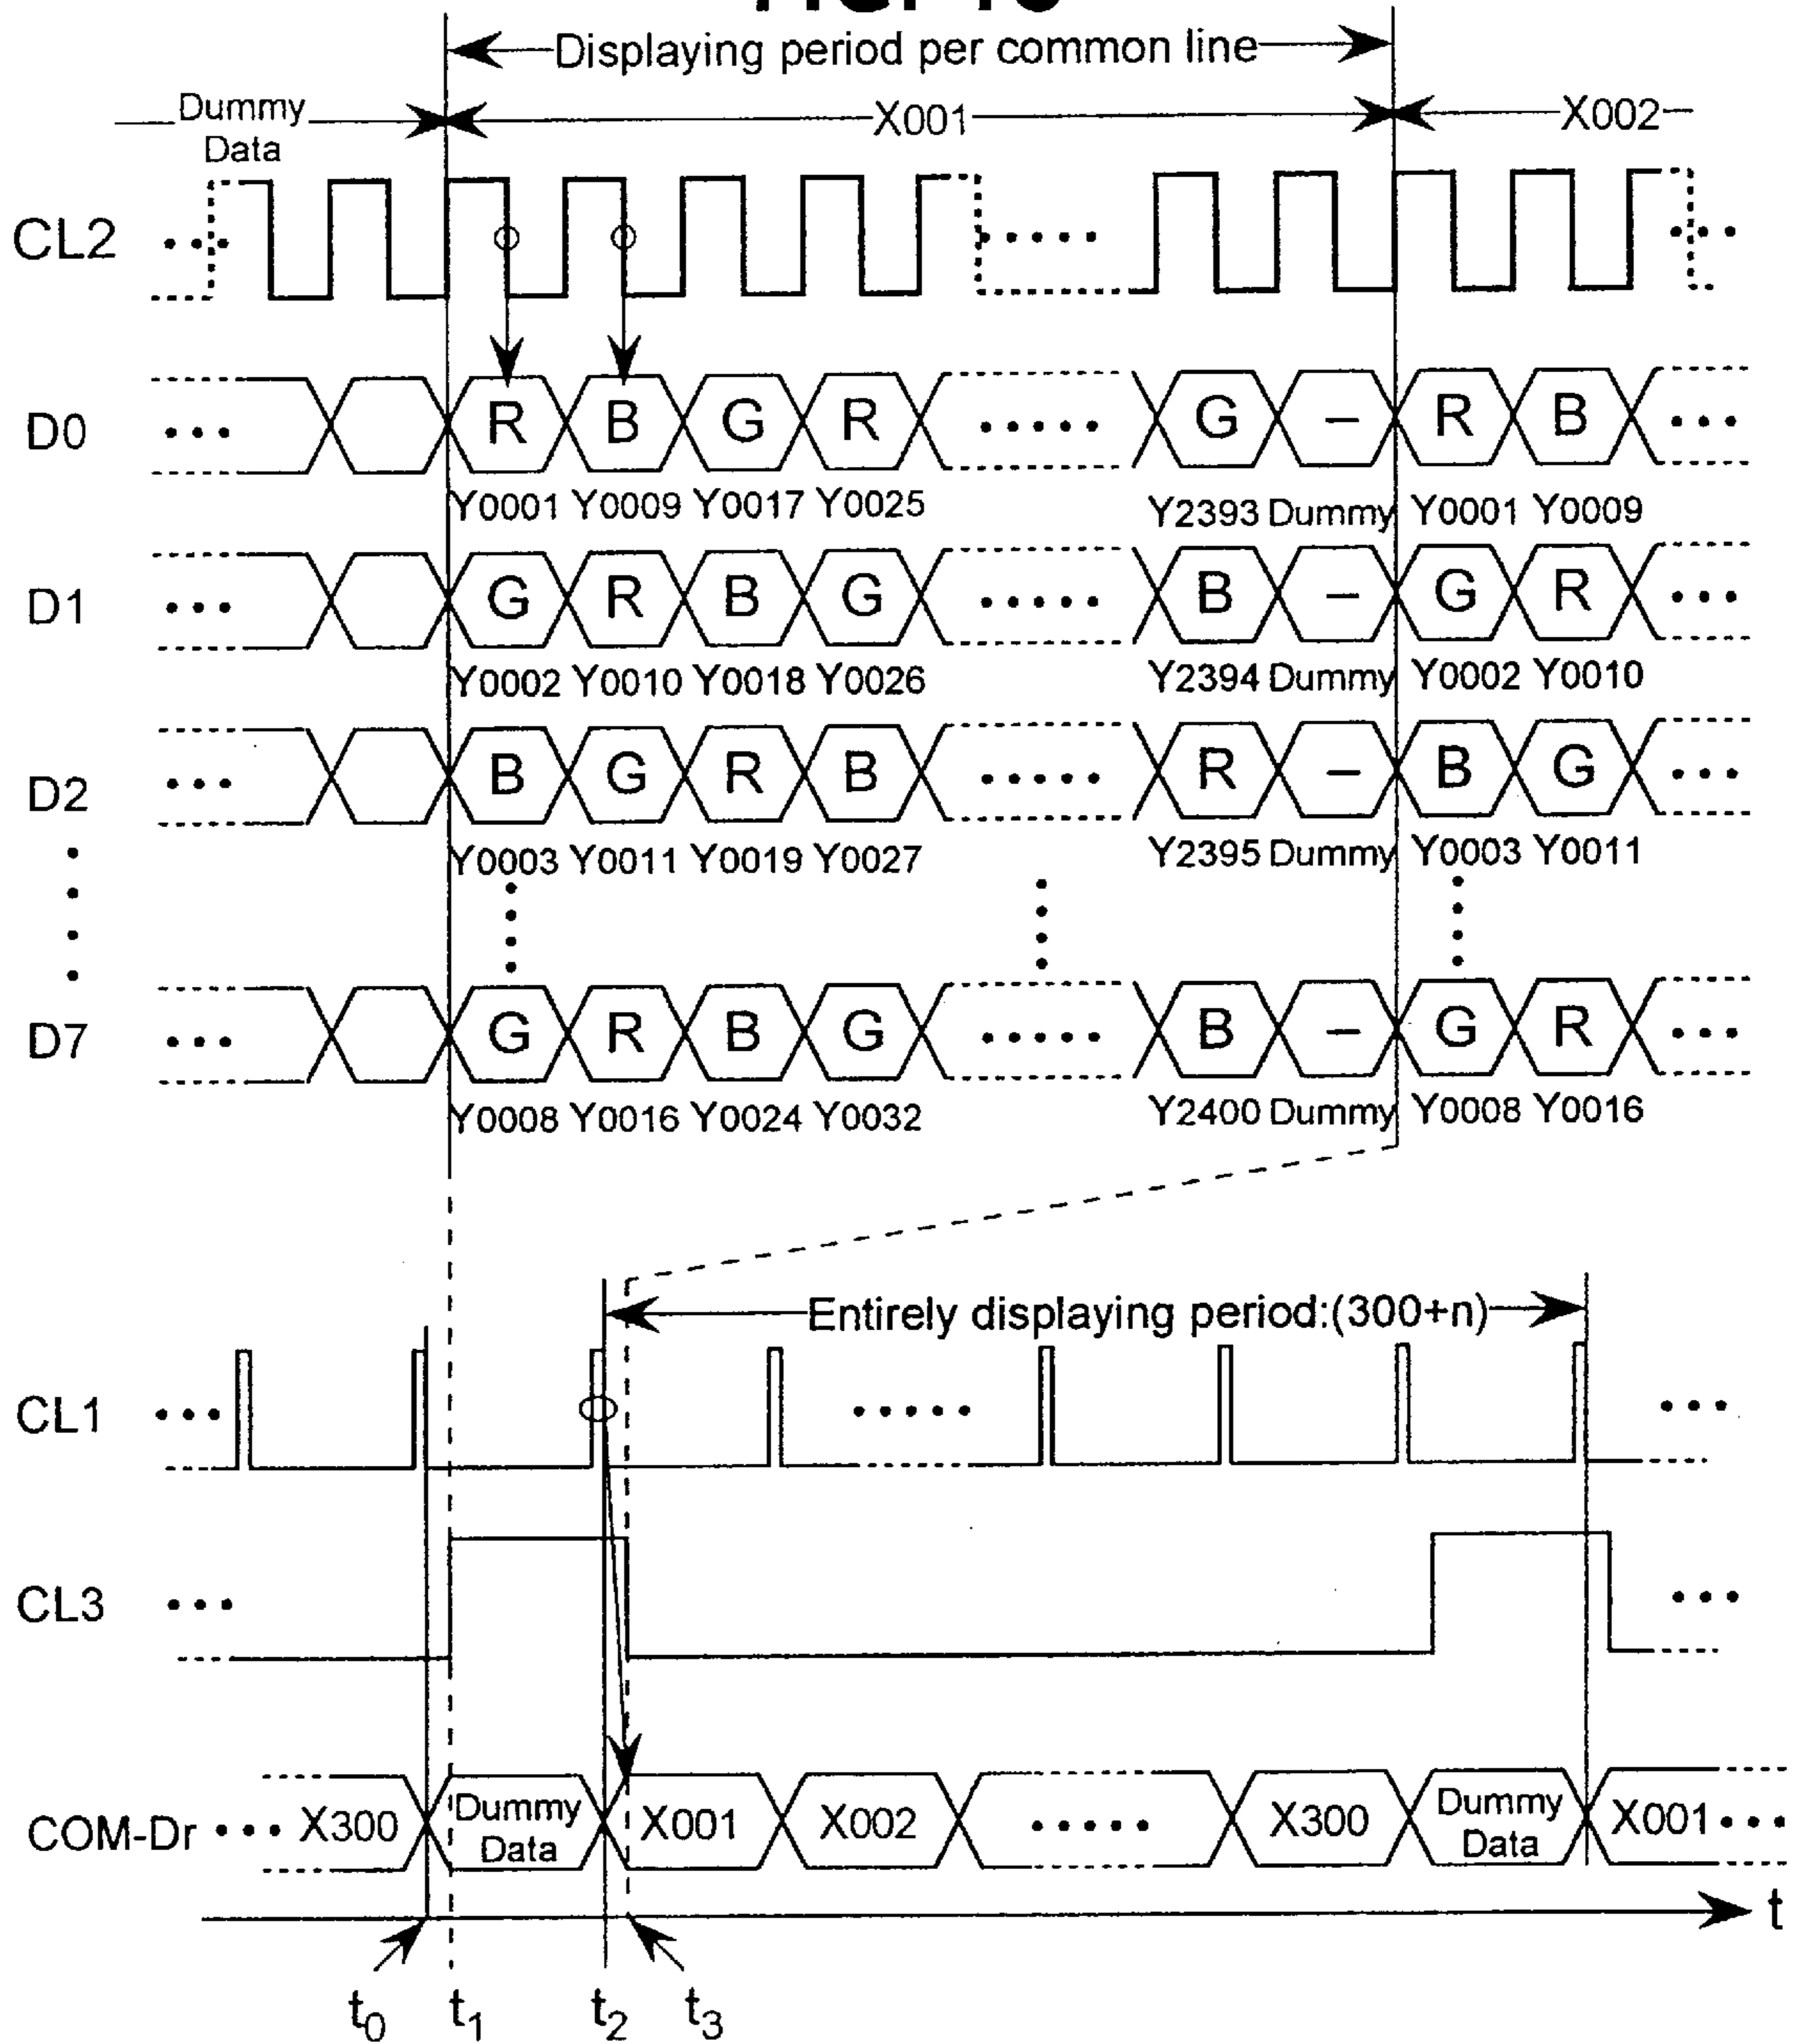 Displaying period per common line
Dummy Data X001 X002
CL2 ... .....  ...
D0 ... R B G R ..... G – R B ...
Y0001 Y0009 Y0017 Y0025 Y2393 Dummy Y0001 Y0009
D1 ... G R B G ..... B – G R ...
Y0002 Y0010 Y0018 Y0026 Y2394 Dummy Y0002 Y0010
D2 ... B G R B ..... R – B G ...
Y0003 Y0011 Y0019 Y0027 Y2395 Dummy Y0003 Y0011
D7 ... G R B G ..... B – G R ...
Y0008 Y0016 Y0024 Y0032 Y2400 Dummy Y0008 Y0016
Entirely displaying period:(300+n)
CL1 ... ..... ...
CL3 ... ...
COM-Dr ... X300 Dummy Data X001 X002 ..... X300 Dummy Data X001 ...
t
t0 t1 t2 t3